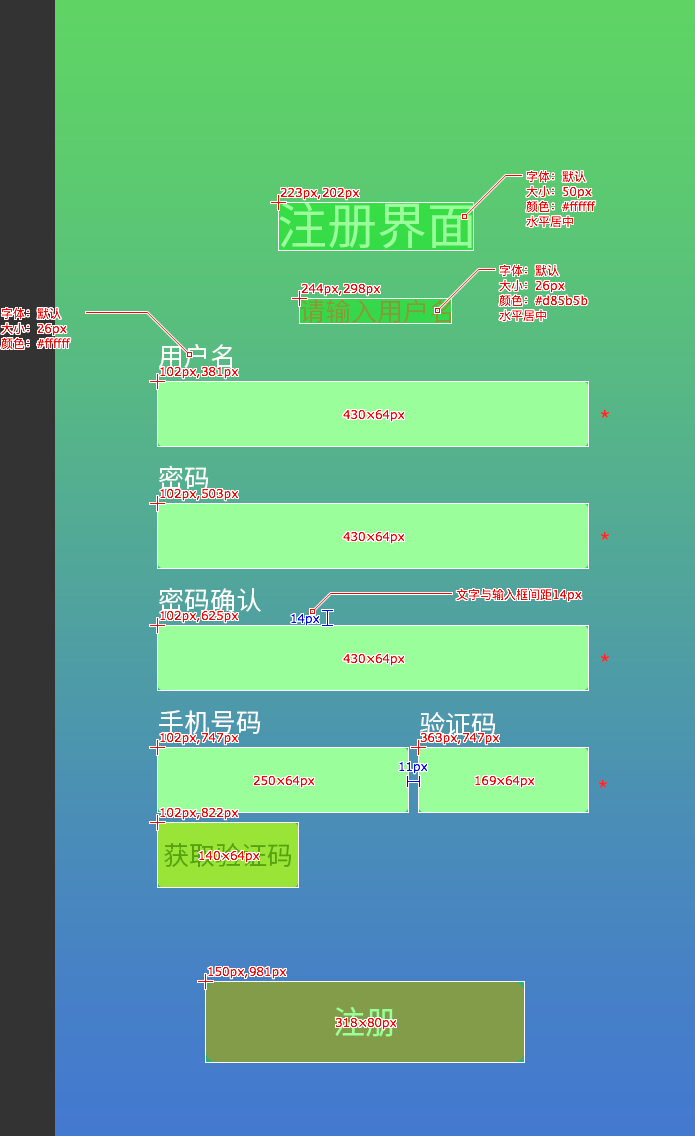 223px,202px
注册界面
字体：默认
大小：50px
颜色：#ffffff
水平居中
244px,298px
请输入用户名
字体：默认
大小：26px
颜色：#d85b5b
水平居中
字体：默认
大小：26px
颜色：#ffffff
用户名
102px,381px
430×64px
*
密码
102px,503px
430×64px
*
密码确认
文字与输入框间距14px
102px,625px
14px
430×64px
*
手机号码
验证码
102px,747px
363px,747px
11px
250×64px
169×64px
*
102px,822px
获取验证码
140×64px
150px,981px
注册
318×80px